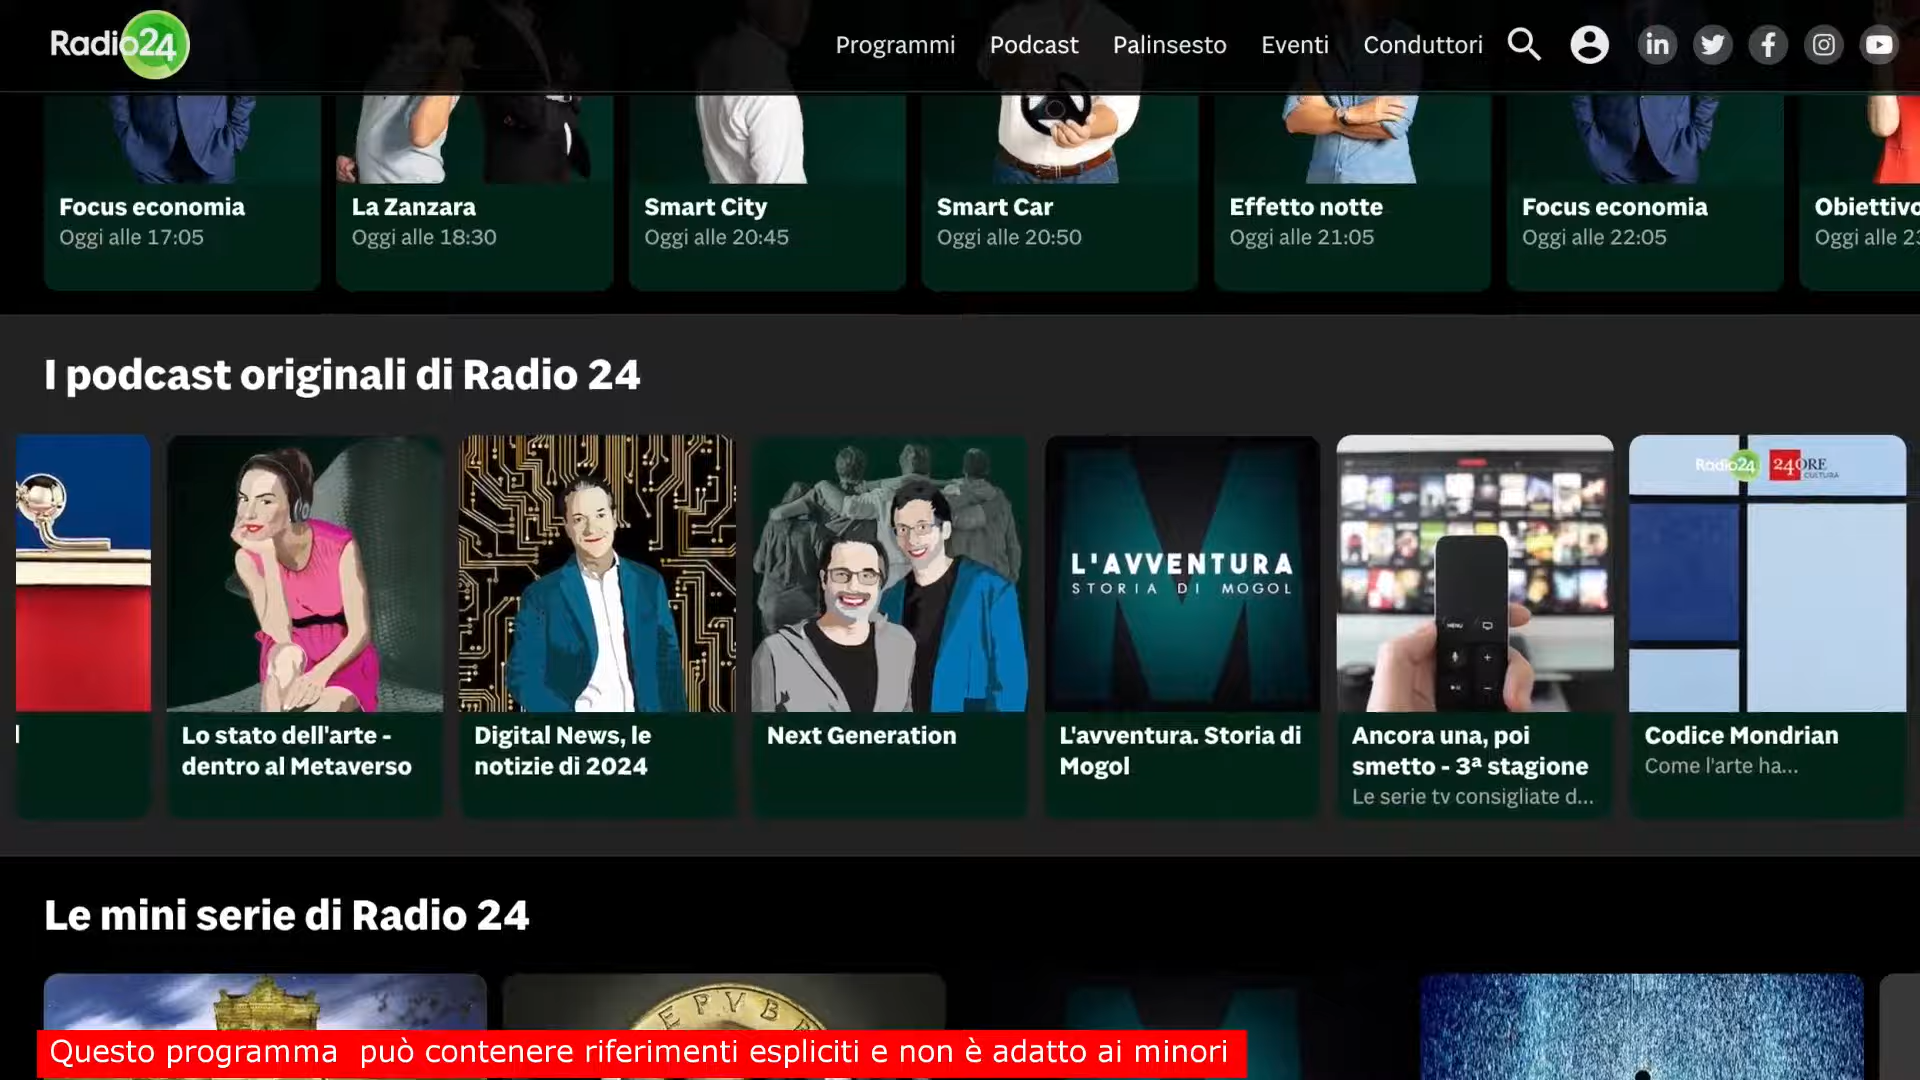 Radio24
Programmi Podcast Palinsesto Eventi Conduttori
Focus economia
Oggi alle 17:05
La Zanzara
Oggi alle 18:30
Smart City
Oggi alle 20:45
Smart Car
Oggi alle 20:50
Effetto notte
Oggi alle 21:05
Focus economia
Oggi alle 22:05
Obiettivo
Oggi alle
I podcast originali di Radio 24
Lo stato dell'arte -
dentro al Metaverso
Digital News, le
notizie di 2024
Next Generation
L'AVVENTURA
STORIA DI MOGOL
L'avventura. Storia di
Mogol
MENU
Ancora una, poi
smetto - 3ª stagione
Le serie tv consigliate d...
Radio24 24ORE
CULTURA
Codice Mondrian
Come l'arte ha...
Le mini serie di Radio 24
Questo programma può contenere riferimenti espliciti e non è adatto ai minori